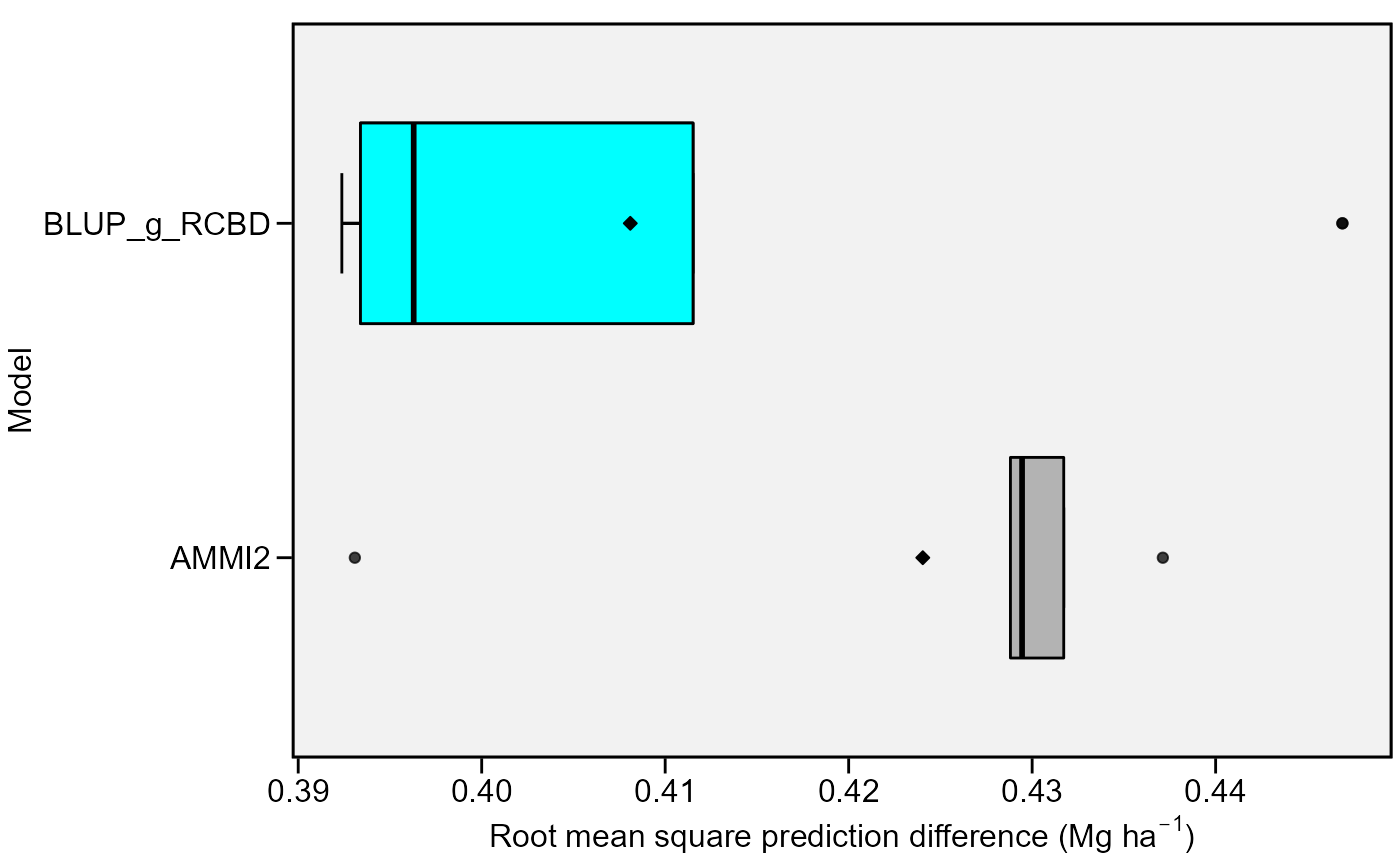 BLUP_g_RCBD
Model
AMMI2
0.39 0.40 0.41 0.42 0.43 0.44
Root mean square prediction difference (Mg ha⁻¹)